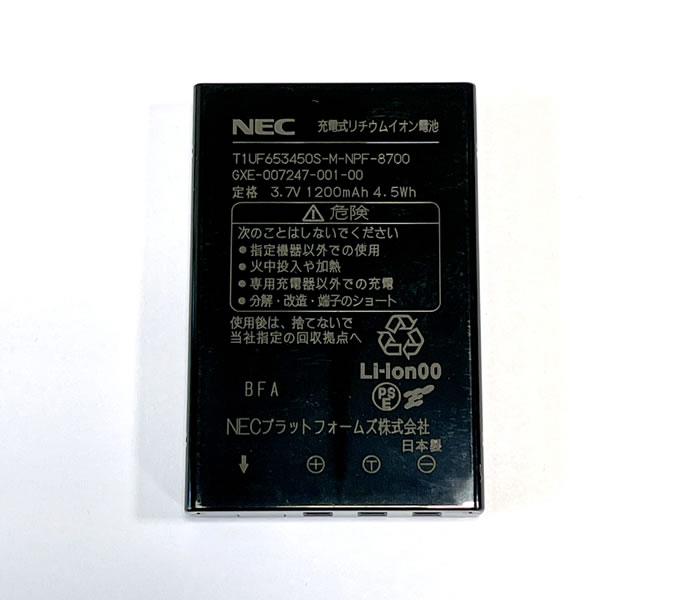 NEC 充電式リチウムイオン電池
T1UF653450S-M-NPF-8700
GXE-007247-001-00
定格 3.7V 1200mAh 4.5Wh
危険
次のことはしないでください
●指定機器以外での使用
●火中投入や加熱
●専用充電器以外での充電
●分解・改造・端子のショート
使用後は、捨てないで
当社指定の回収拠点へ
Li-ion00
BFA
PSE
NECプラットフォームズ株式会社
日本製
↓ + T −